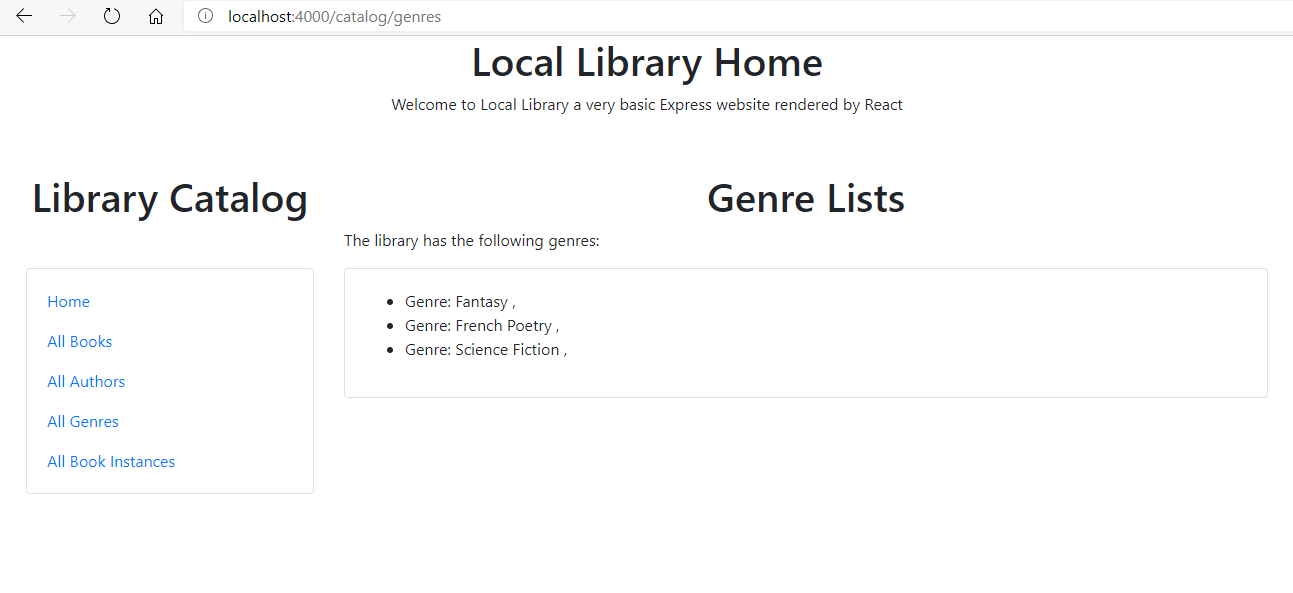 localhost:4000/catalog/genres
Local Library Home
Welcome to Local Library a very basic Express website rendered by React
Library Catalog
Home
All Books
All Authors
All Genres
All Book Instances
Genre Lists
The library has the following genres:
Genre: Fantasy ,
Genre: French Poetry ,
Genre: Science Fiction ,